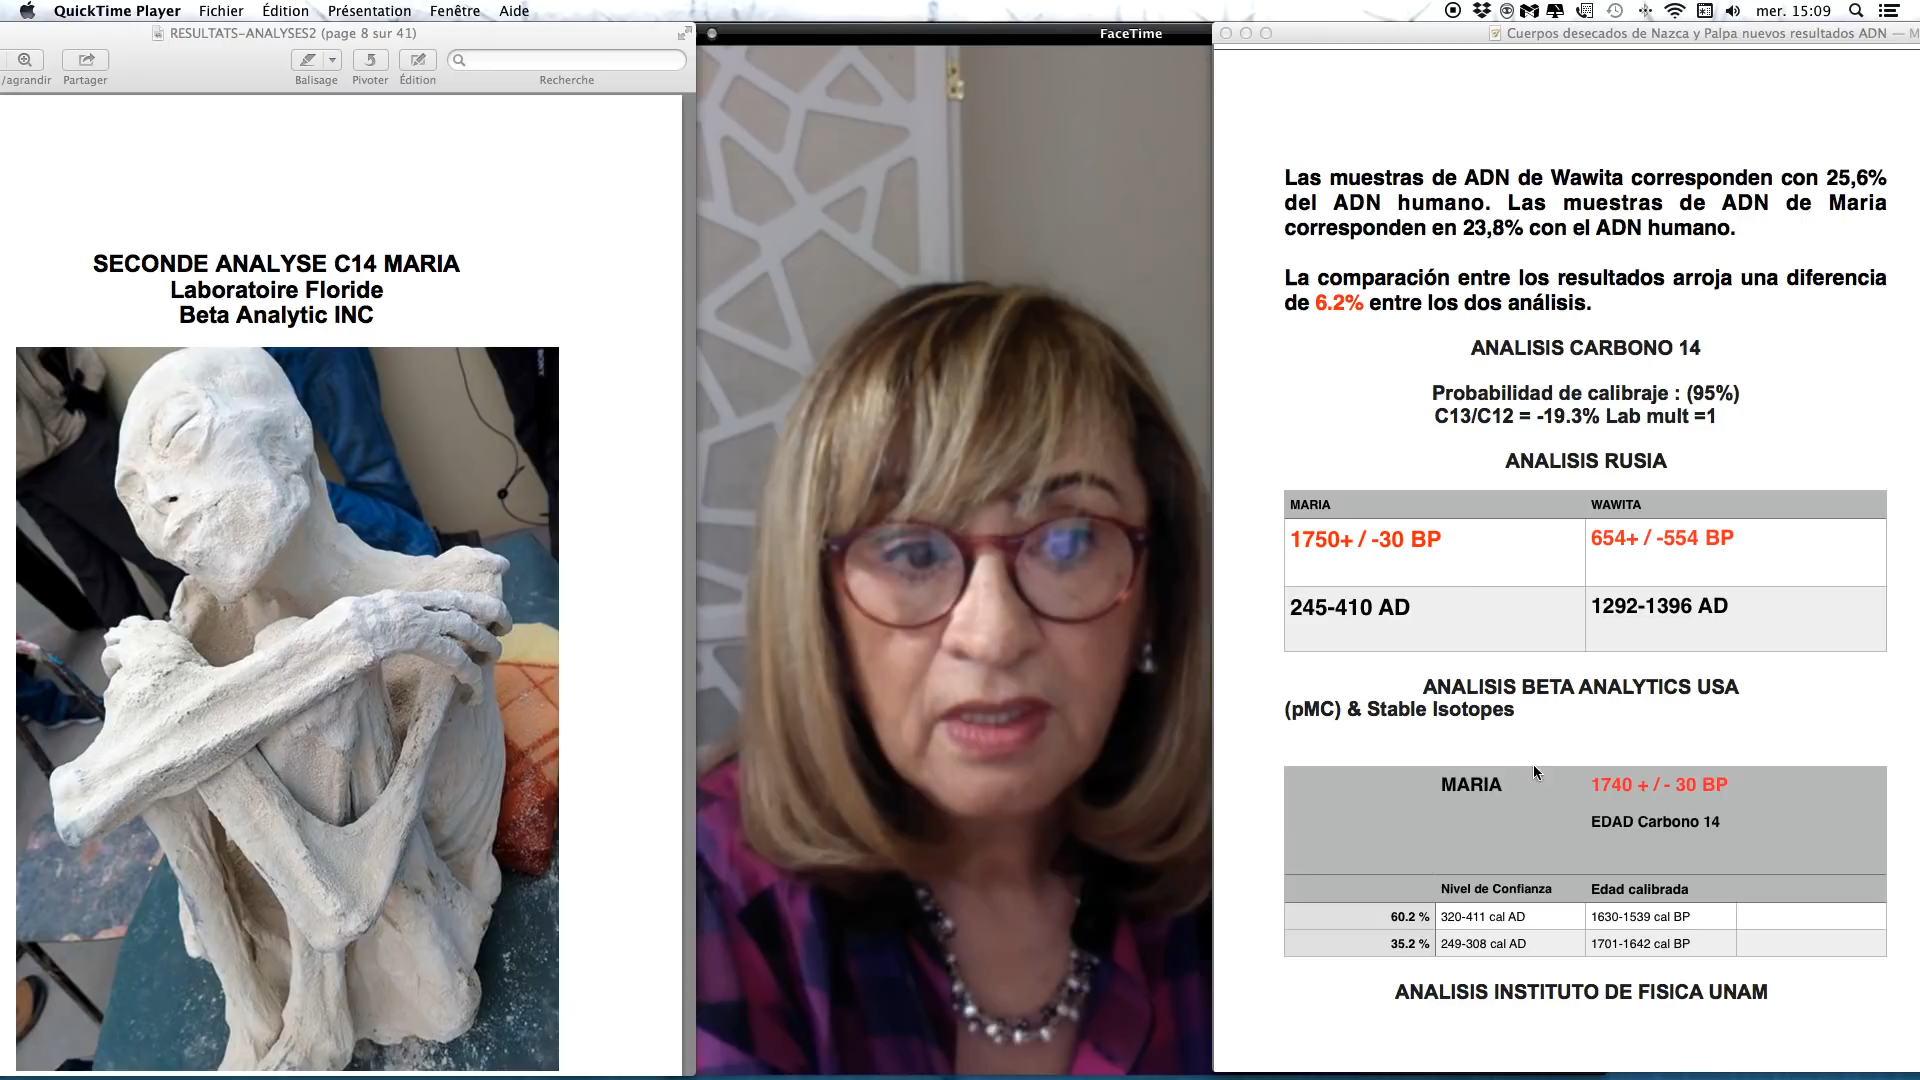 QuickTime Player Fichier Édition Présentation Fenêtre Aide mer. 15:09
RESULTATS-ANALYSES2 (page 8 sur 41)
/agrandir Partager Balisage Pivoter Édition Recherche
SECONDE ANALYSE C14 MARIA
Laboratoire Floride
Beta Analytic INC
FaceTime
Cuerpos desecados de Nazca y Palpa nuevos resultados ADN — M
Las muestras de ADN de Wawita corresponden con 25,6%
del ADN humano. Las muestras de ADN de Maria
corresponden en 23,8% con el ADN humano.
La comparación entre los resultados arroja una diferencia
de 6.2% entre los dos análisis.
ANALISIS CARBONO 14
Probabilidad de calibraje : (95%)
C13/C12 = -19.3% Lab mult =1
ANALISIS RUSIA
MARIA WAWITA
1750+ / -30 BP 654+ / -554 BP
245-410 AD 1292-1396 AD
ANALISIS BETA ANALYTICS USA
(pMC) & Stable Isotopes
MARIA 1740 + / - 30 BP
EDAD Carbono 14
Nivel de Confianza Edad calibrada
60.2 % 320-411 cal AD 1630-1539 cal BP
35.2 % 249-308 cal AD 1701-1642 cal BP
ANALISIS INSTITUTO DE FISICA UNAM